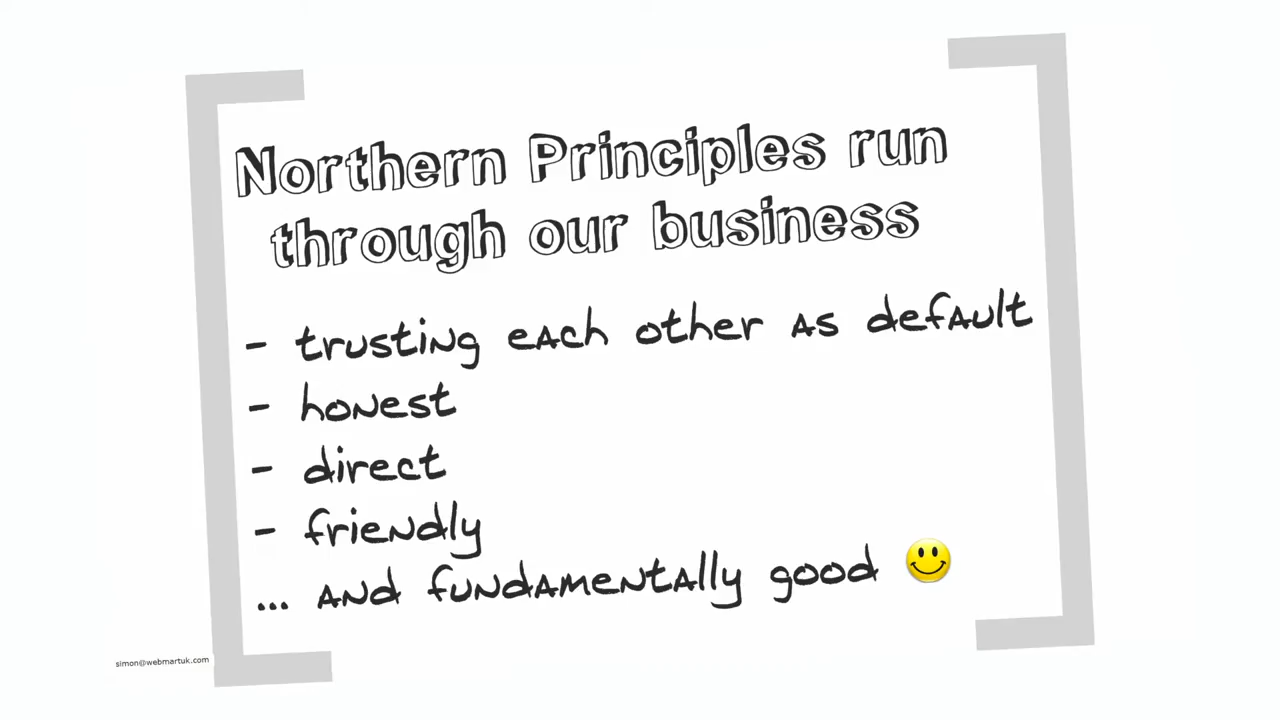 Northern Principles run
through our business
- trusting each other as default
- honest
- direct
- friendly
... and fundamentally good
simon@webmartuk.com